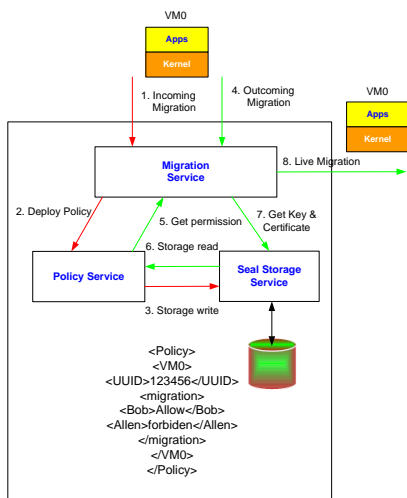 VM0
Apps
Kernel
1. Incoming
Migration
4. Outcoming
Migration
VM0
Apps
Kernel
Migration
Service
8. Live Migration
2. Deploy Policy
5. Get permission
7. Get Key &
Certificate
6. Storage read
Policy Service
Seal Storage
Service
3. Storage write
<Policy>
<VM0>
<UUID>123456</UUID>
<migration>
<Bob>Allow</Bob>
<Allen>forbiden</Allen>
</migration>
</VM0>
</Policy>